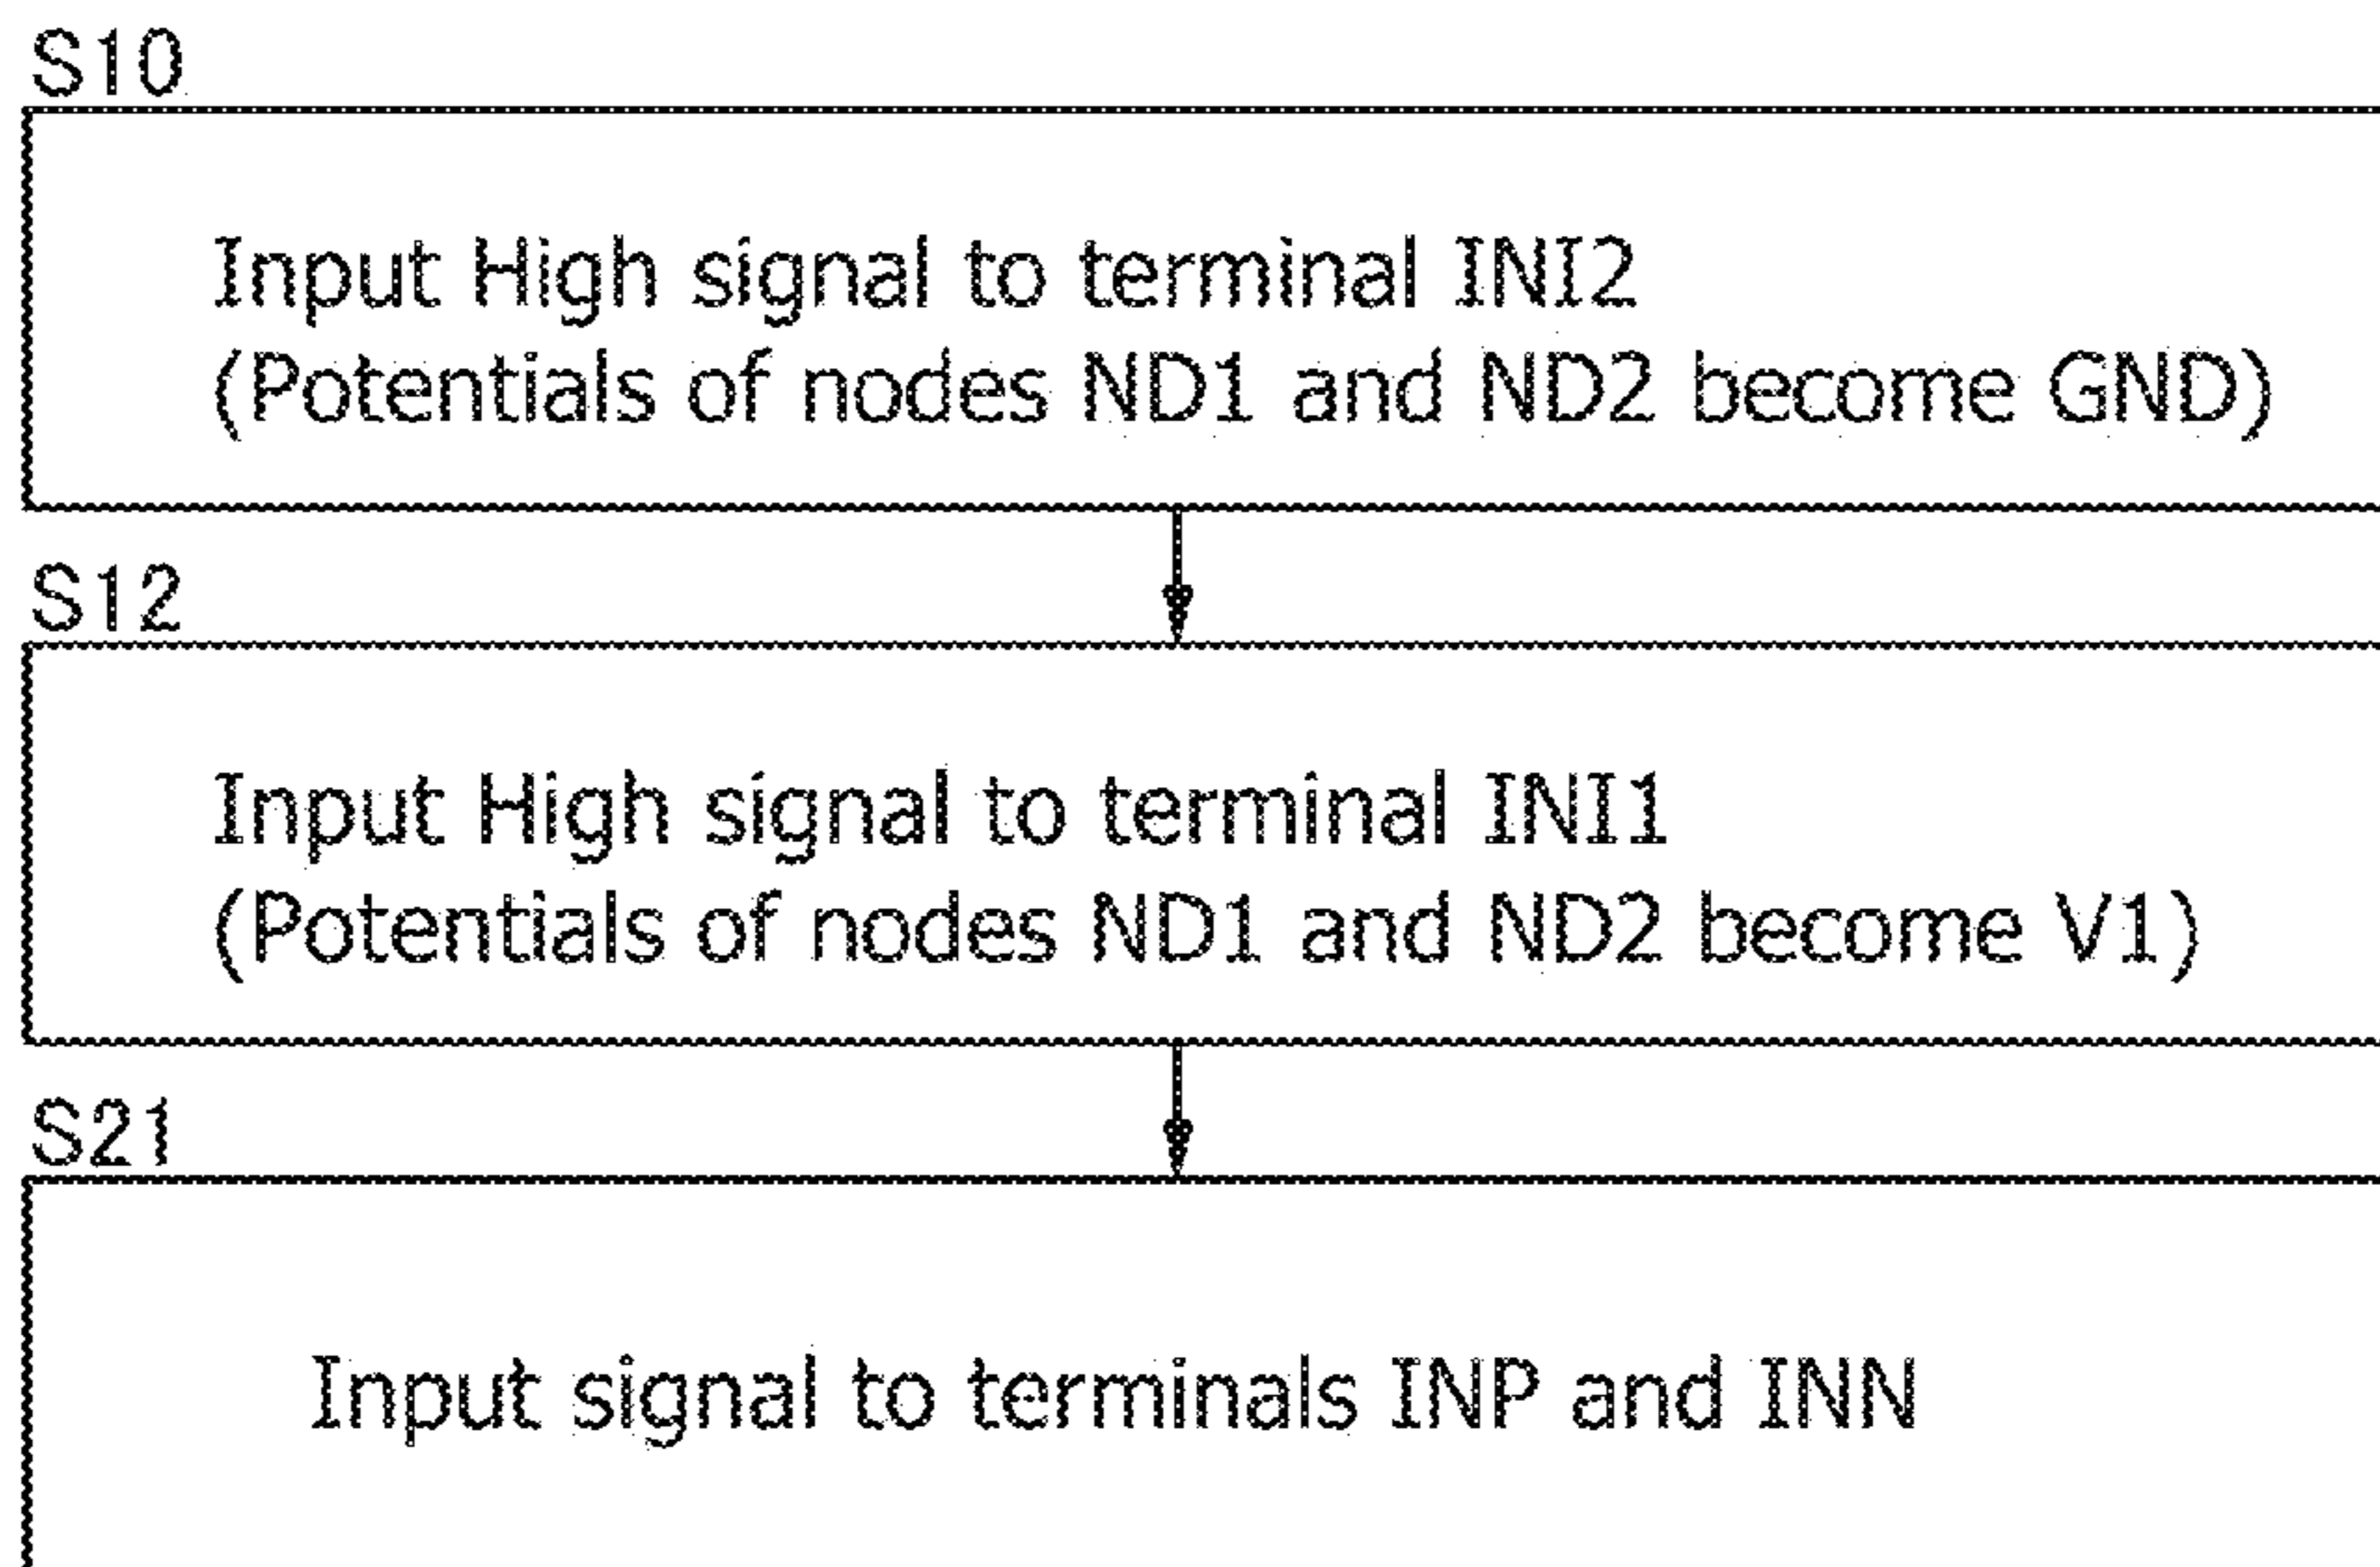 S10
Input High signal to terminal INI2
(Potentials of nodes ND1 and ND2 become GND)
S12
Input High signal to terminal INI1
(Potentials of nodes ND1 and ND2 become V1)
S21
Input signal to terminals INP and INN